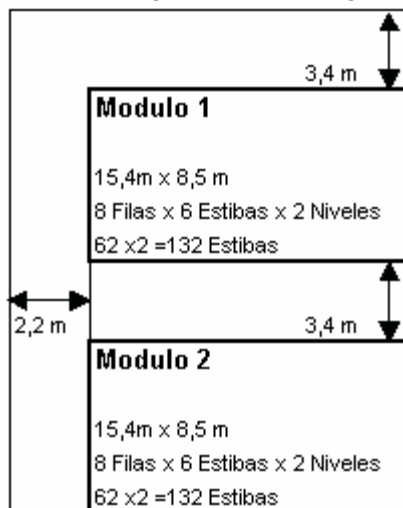 3,4 m
Modulo 1
15,4m x 8,5 m
8 Filas x 6 Estibas x 2 Niveles
62 x2 =132 Estibas
2,2 m
3,4 m
Modulo 2
15,4m x 8,5 m
8 Filas x 6 Estibas x 2 Niveles
62 x2 =132 Estibas